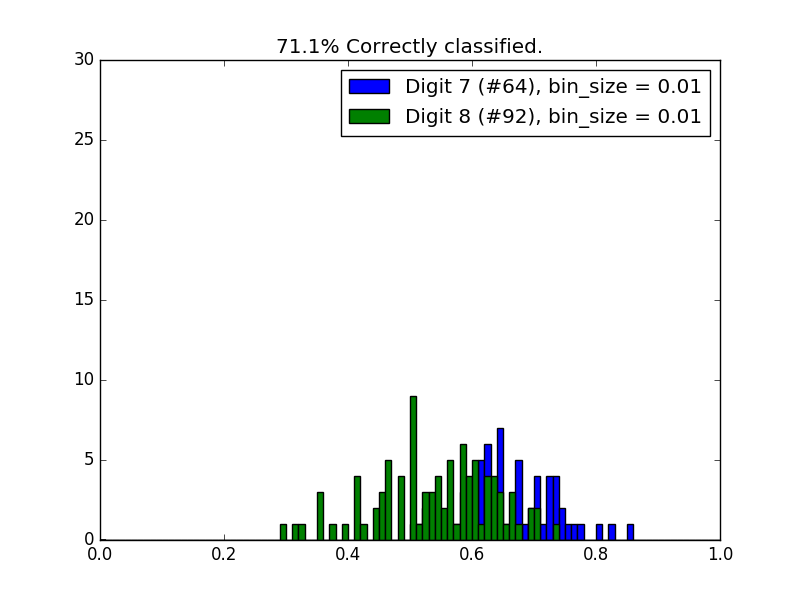 71.1% Correctly classified.
30
Digit 7 (#64), bin_size = 0.01
Digit 8 (#92), bin_size = 0.01
25
20
15
10
5
0
0.0 0.2 0.4 0.6 0.8 1.0